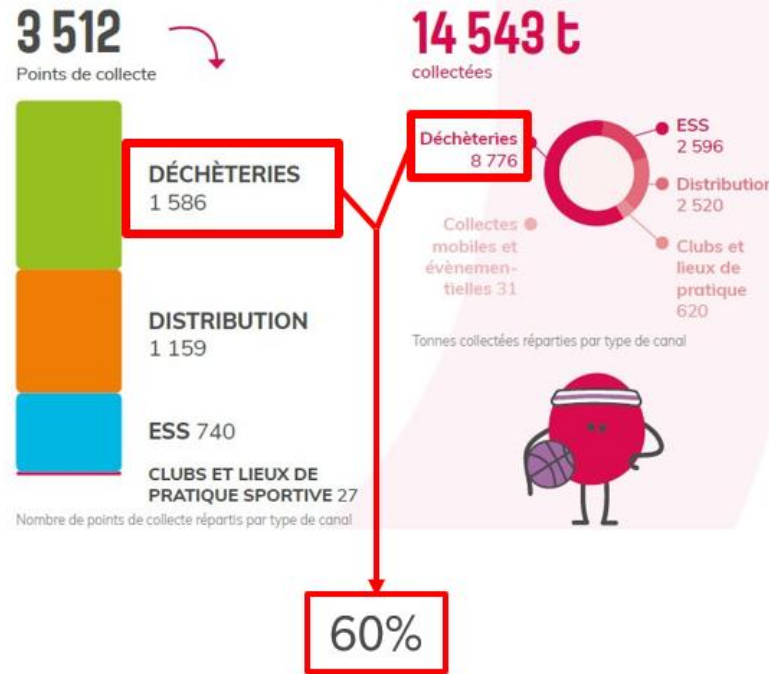 3 512
Points de collecte
DÉCHÈTERIES
1 586
DISTRIBUTION
1 159
ESS 740
CLUBS ET LIEUX DE
PRATIQUE SPORTIVE 27
Nombre de points de collecte répartis par type de canal
14 543 t
collectées
Déchèteries
8 776
ESS
2 596
Distribution
2 520
Collectes
mobiles et
évènemen-
tielles 31
Clubs et
lieux de
pratique
620
Tonnes collectées réparties par type de canal
60%